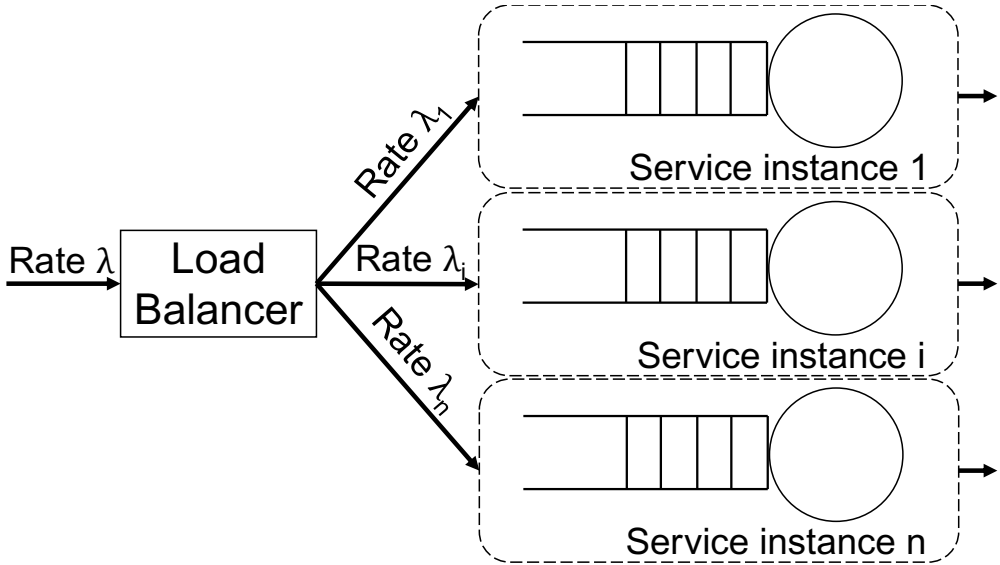 Rate λ
Load
Balancer
Rate λ₁
Rate λᵢ
Rate λₙ
Service instance 1
Service instance i
Service instance n